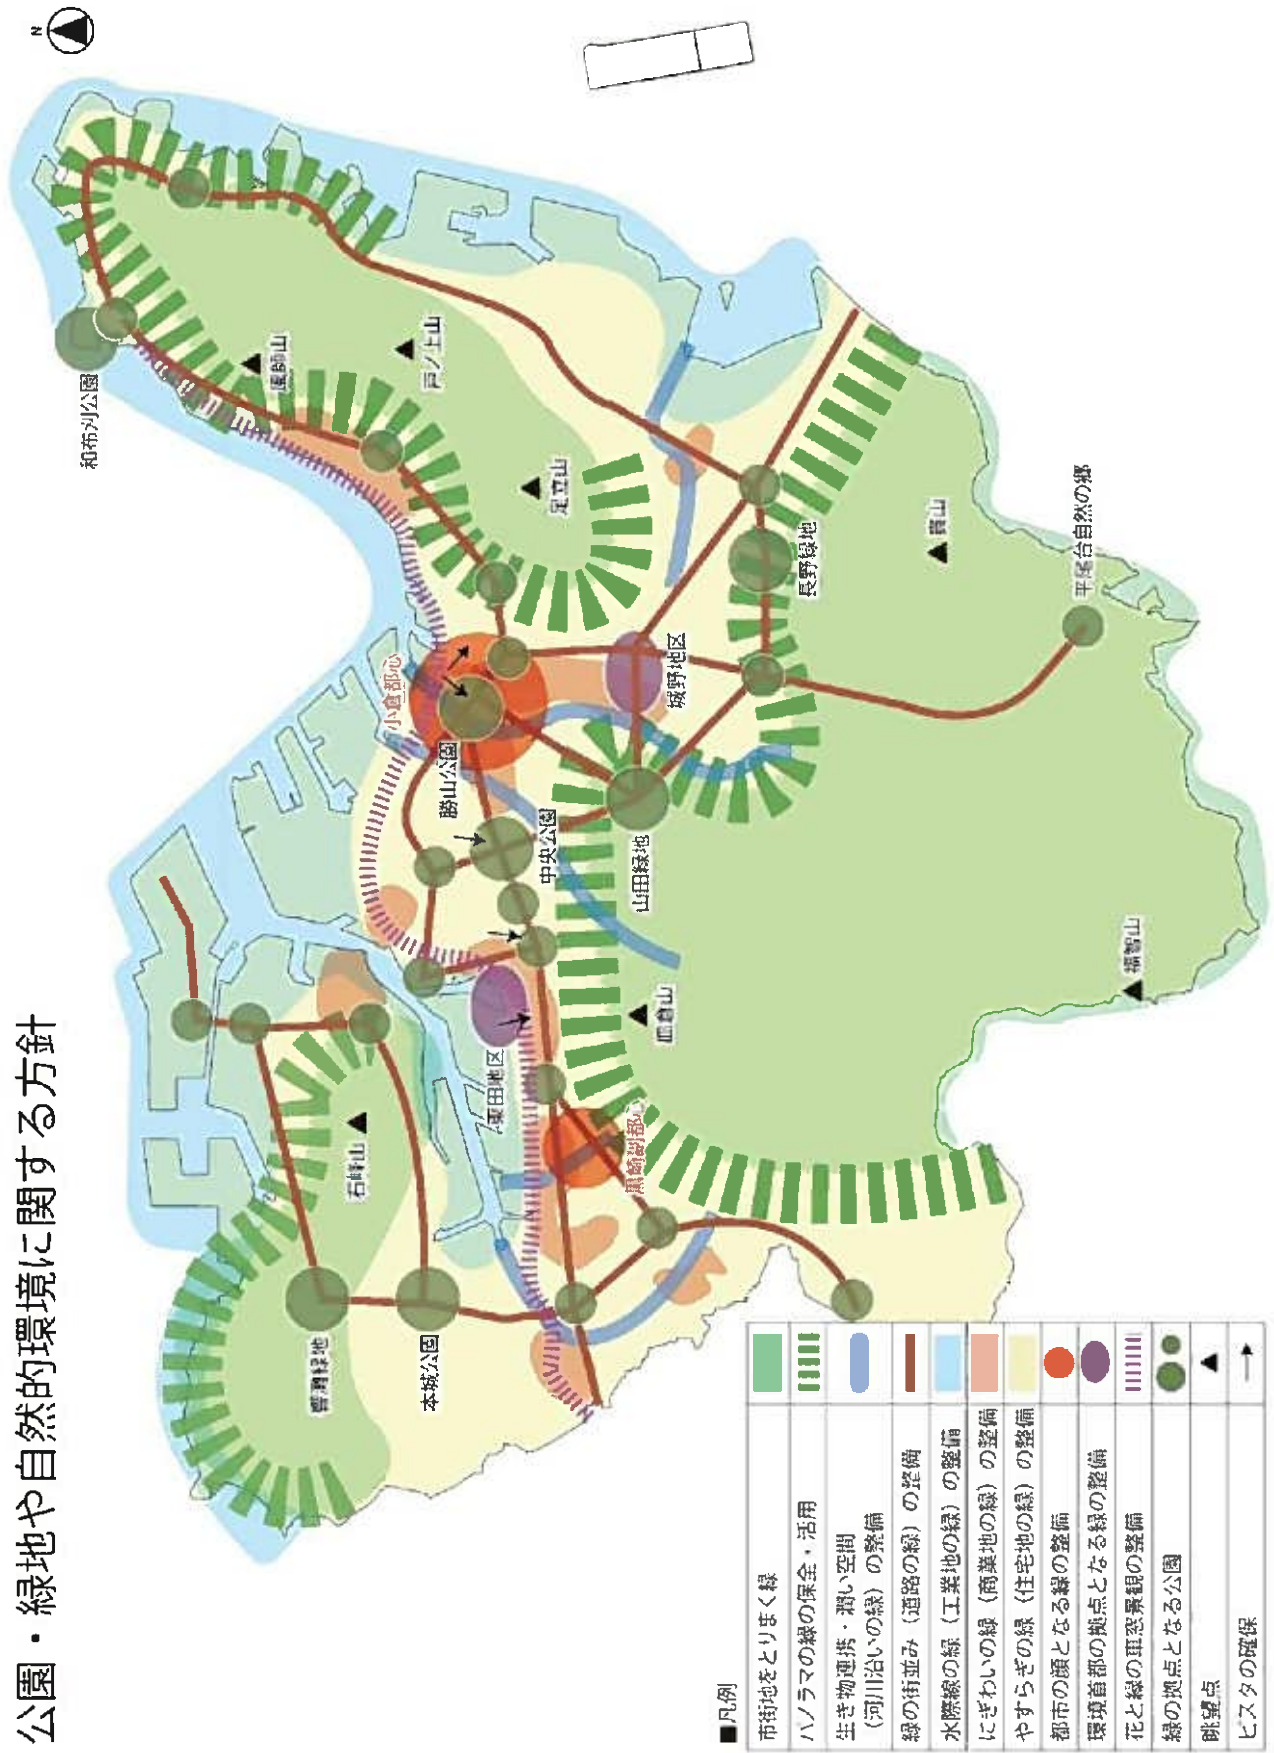 公園・緑地や自然的環境に関する方針
N
和布刈公園
風師山
戸ノ上山
足立山
小倉都心
勝山公園
中央公園
城野地区
長野緑地
貫山
平尾台自然の郷
山田緑地
皿倉山
福智山
東田地区
黒崎副都心
石峰山
響灘緑地
本城公園
■凡例
市街地をとりまく緑
パノラマの緑の保全・活用
生き物連携・潤い空間
（河川沿いの緑）の整備
緑の街並み（道路の緑）の整備
水際線の緑（工業地の緑）の整備
にぎわいの緑（商業地の緑）の整備
やすらぎの緑（住宅地の緑）の整備
都市の顔となる緑の整備
環境首都の拠点となる緑の整備
花と緑の車窓景観の整備
緑の拠点となる公園
眺望点
ビスタの確保